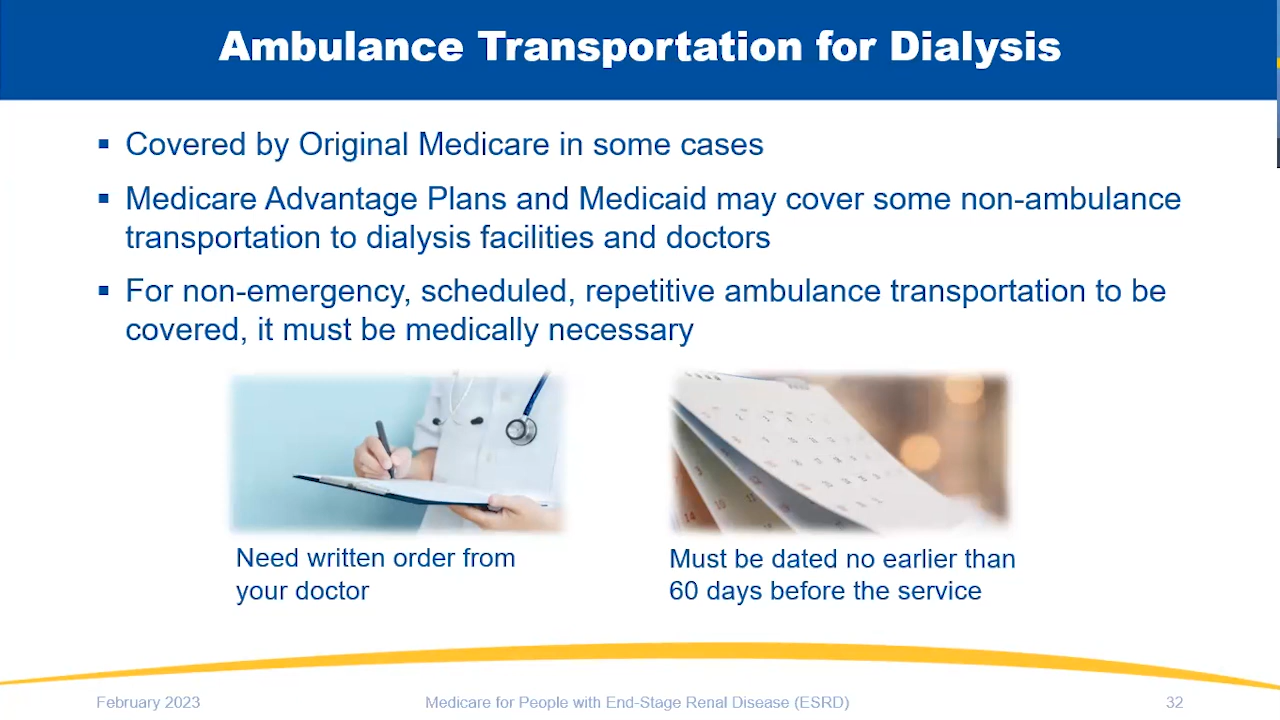 Ambulance Transportation for Dialysis
▪ Covered by Original Medicare in some cases
▪ Medicare Advantage Plans and Medicaid may cover some non-ambulance
transportation to dialysis facilities and doctors
▪ For non-emergency, scheduled, repetitive ambulance transportation to be
covered, it must be medically necessary
Need written order from
your doctor
Must be dated no earlier than
60 days before the service
February 2023
Medicare for People with End-Stage Renal Disease (ESRD)
32